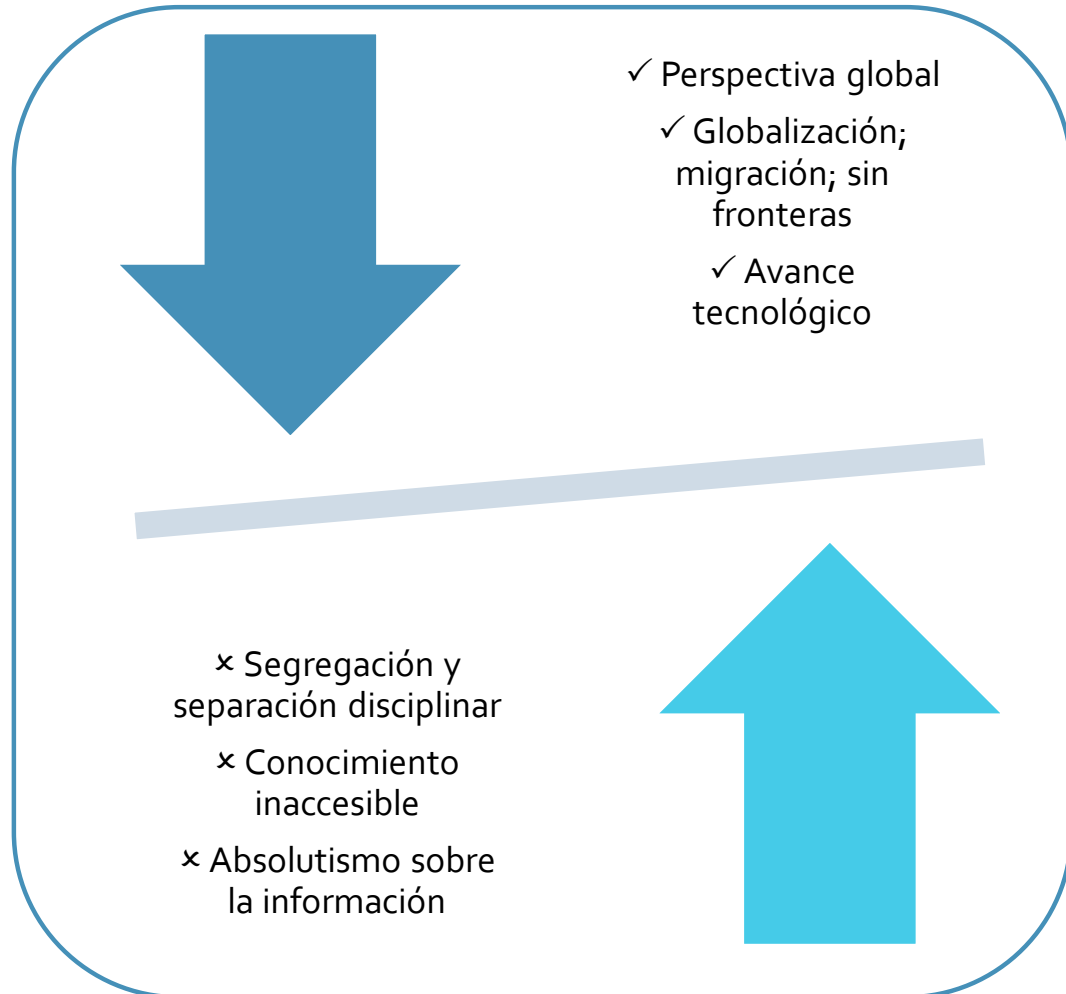 ✓ Perspectiva global
✓ Globalización;
migración; sin
fronteras
✓ Avance
tecnológico
× Segregación y
separación disciplinar
× Conocimiento
inaccesible
× Absolutismo sobre
la información